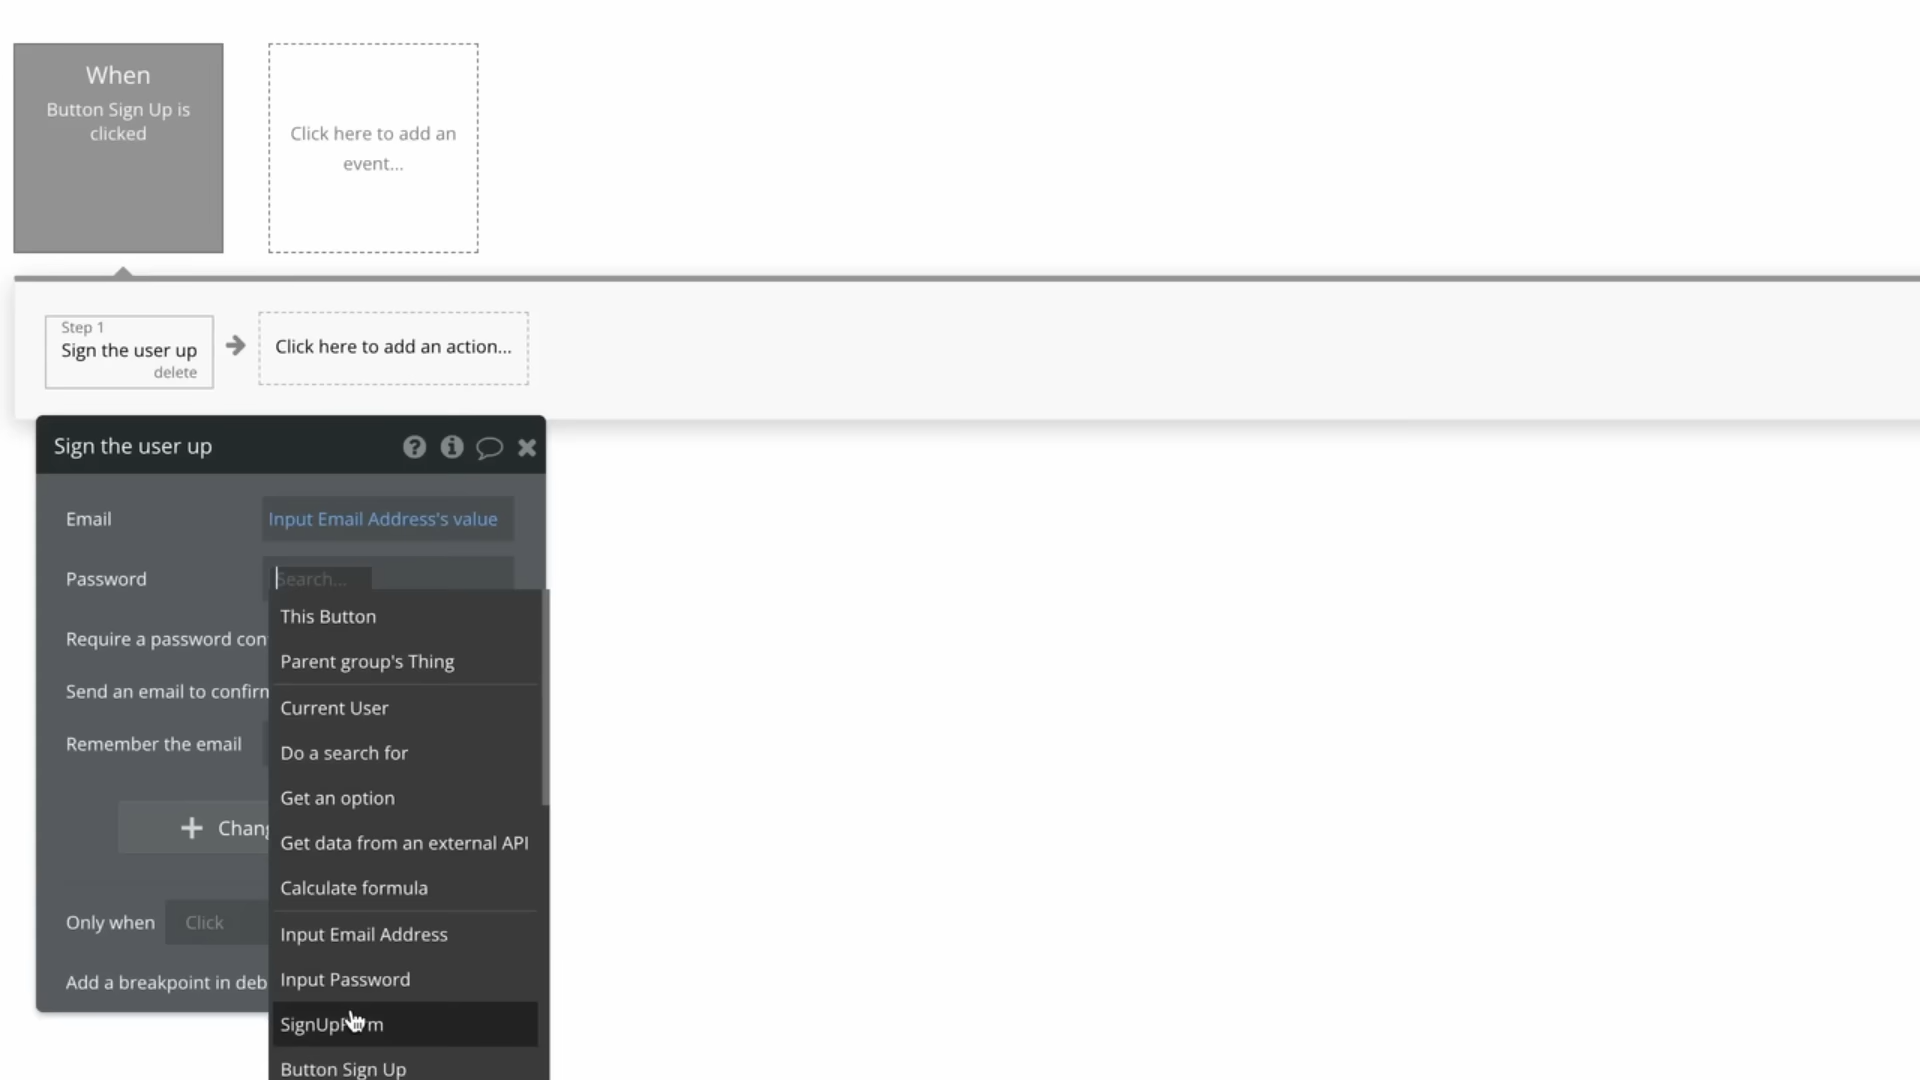 When
Button Sign Up is
clicked
Click here to add an
event...
Step 1
Sign the user up
delete
Click here to add an action...
Sign the user up
Email
Input Email Address's value
Password
Search...
This Button
Parent group's Thing
Require a password con
Send an email to confirm
Current User
Remember the email
Do a search for
Get an option
Chang
Get data from an external API
Calculate formula
Only when
Click
Input Email Address
Input Password
Add a breakpoint in deb
SignUpF rm
Button Sign Up